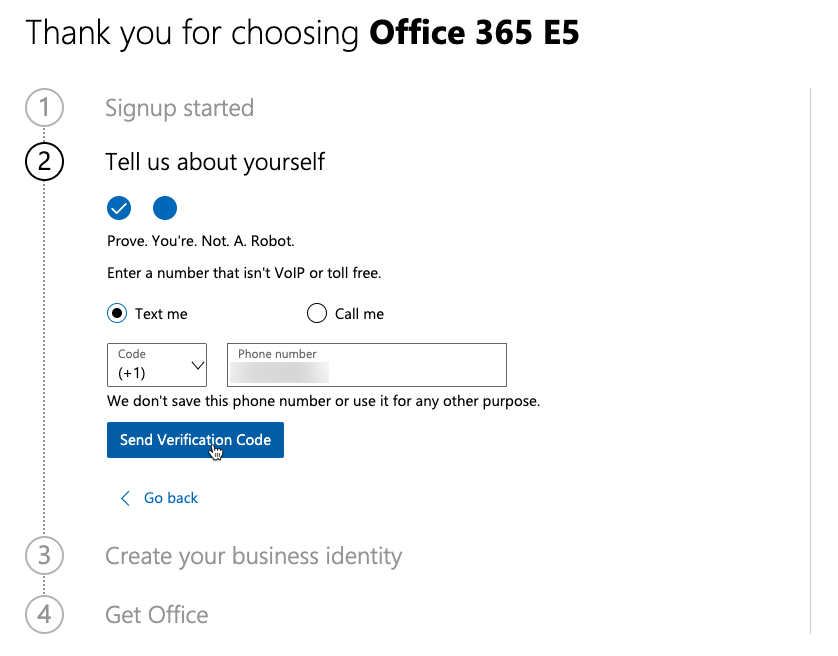 Thank you for choosing Office 365 E5
1 Signup started
2 Tell us about yourself
Prove. You're. Not. A. Robot.
Enter a number that isn't VoIP or toll free.
Text me Call me
Code Phone number
(+1)
We don't save this phone number or use it for any other purpose.
Send Verification Code
Go back
3 Create your business identity
4 Get Office